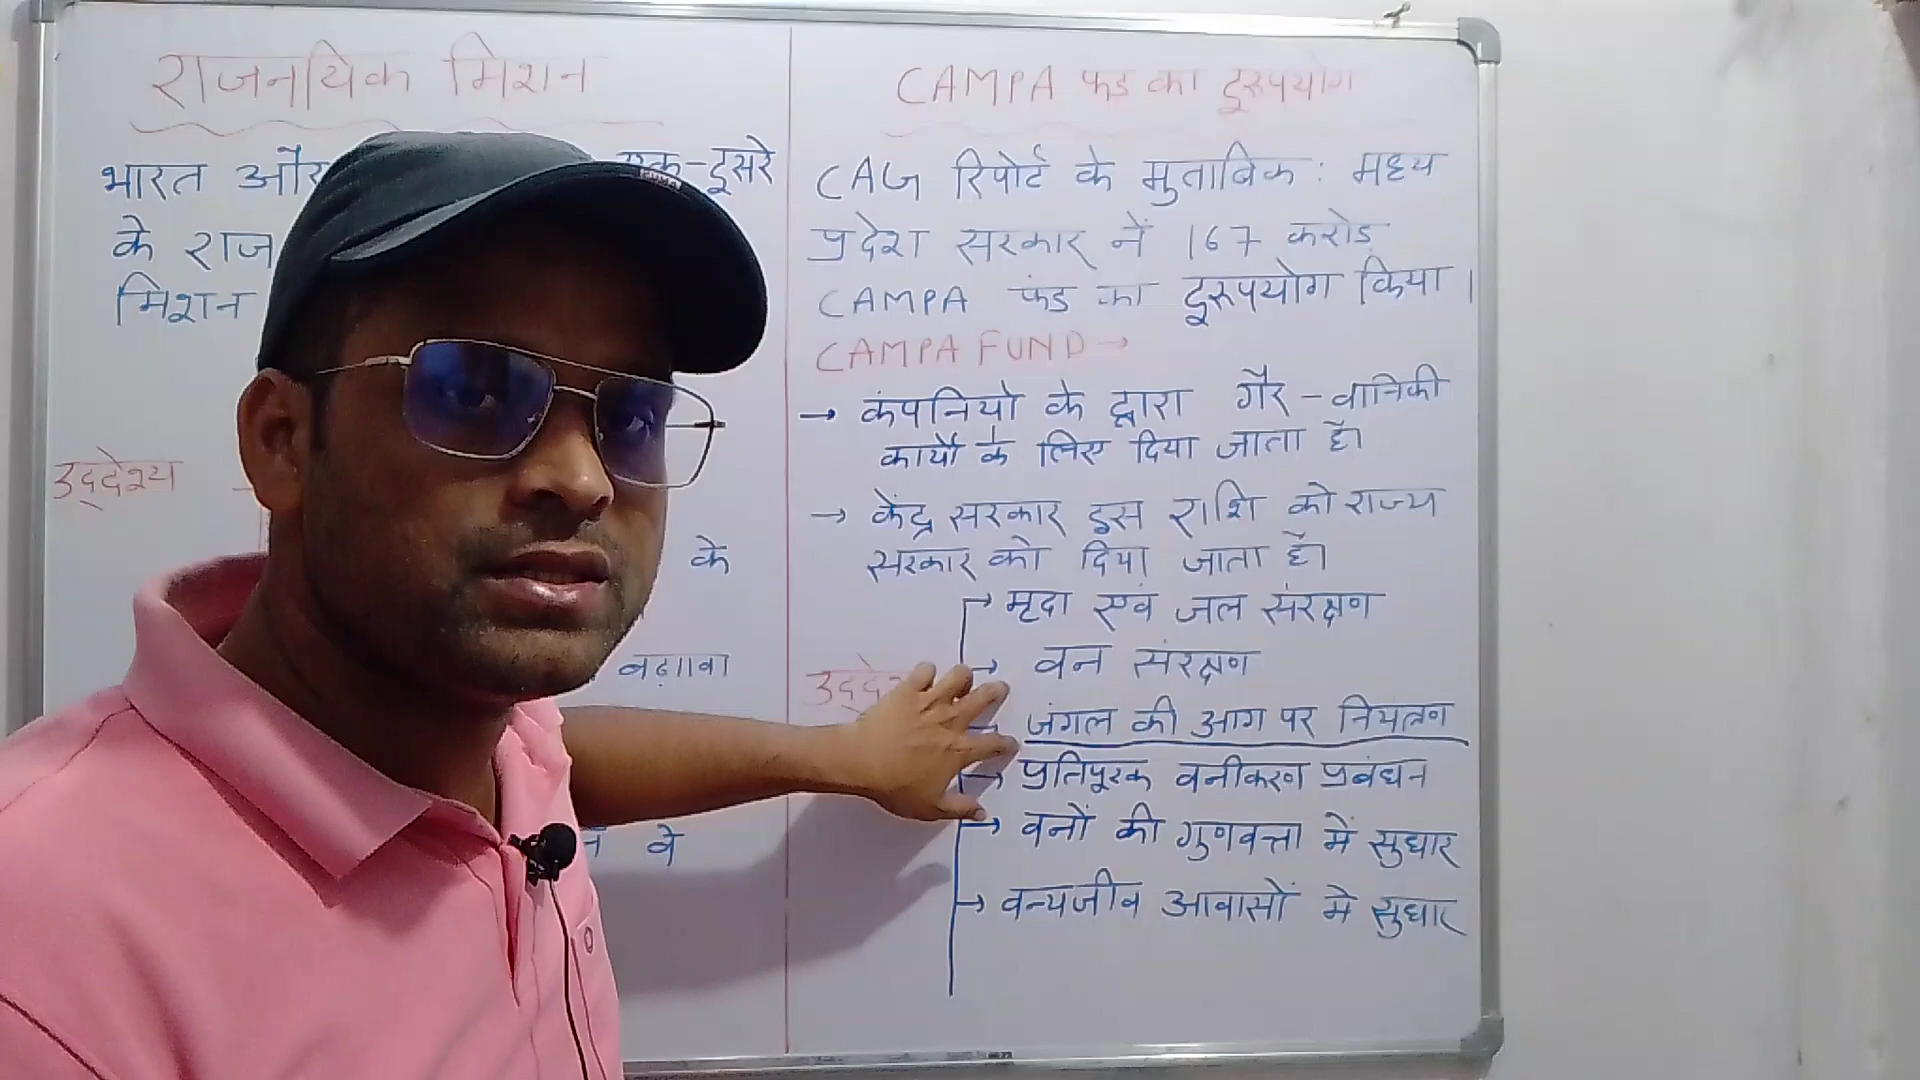 राजनयिक मिशन
भारत और एक-दूसरे
के राज
मिशन
उद्देश्य
के
बढ़ावा
वे
CAMPA फंड का दूरूपयोग
CAG रिपोर्ट के मुताबिक : मध्य
प्रदेश सरकार नें 167 करोड़
CAMPA फंड का दूरूपयोग किया।
CAMPA FUND →
→ कंपनियो के द्वारा गैर - वानिकी
कार्यो के लिए दिया जाता है।
→ केंद्र सरकार इस राशि को राज्य
सरकार को दिया जाता है।
→ मृदा एवं जल संरक्षण
→ वन संरक्षण
उद्दे
जंगल की आग पर नियंत्रण
→ प्रतिपूरक वनीकरण प्रबंधन
→ वनों की गुणवत्ता में सुधार
→ वन्यजीव आवासों मे सुधार